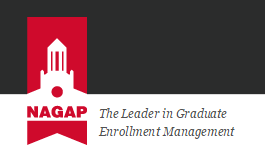 NAGAP
The Leader in Graduate
Enrollment Management